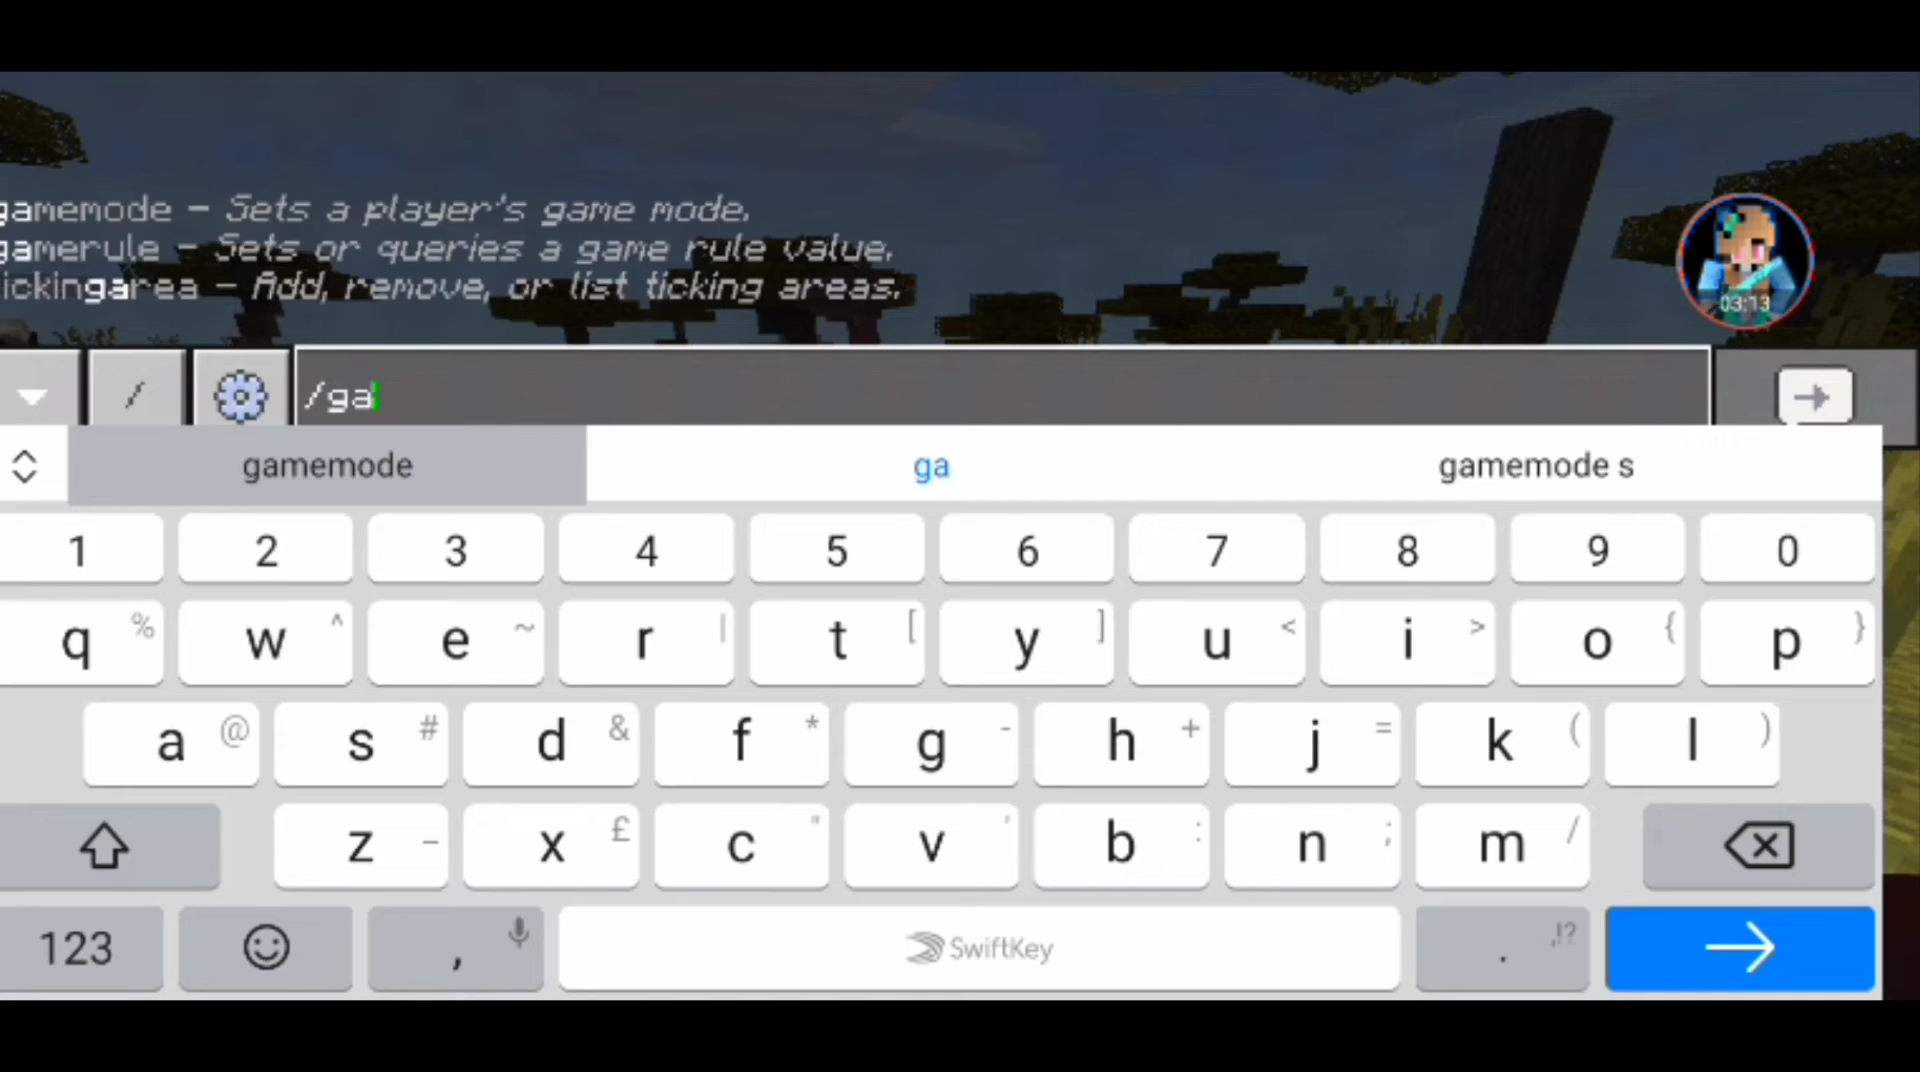 gamemode – Sets a player's game mode.
gamerule – Sets or queries a game rule value.
ickingarea – Add, remove, or list ticking areas.
03:13
/
/ga
gamemode
ga
gamemode s
1 2 3 4 5 6 7 8 9 0
q % w ^ e ~ r | t [ y ] u < i > o { p }
a @ s # d & f * g - h + j = k ( l )
z _ x £ c " v ' b : n ; m /
123 , SwiftKey . ,!?